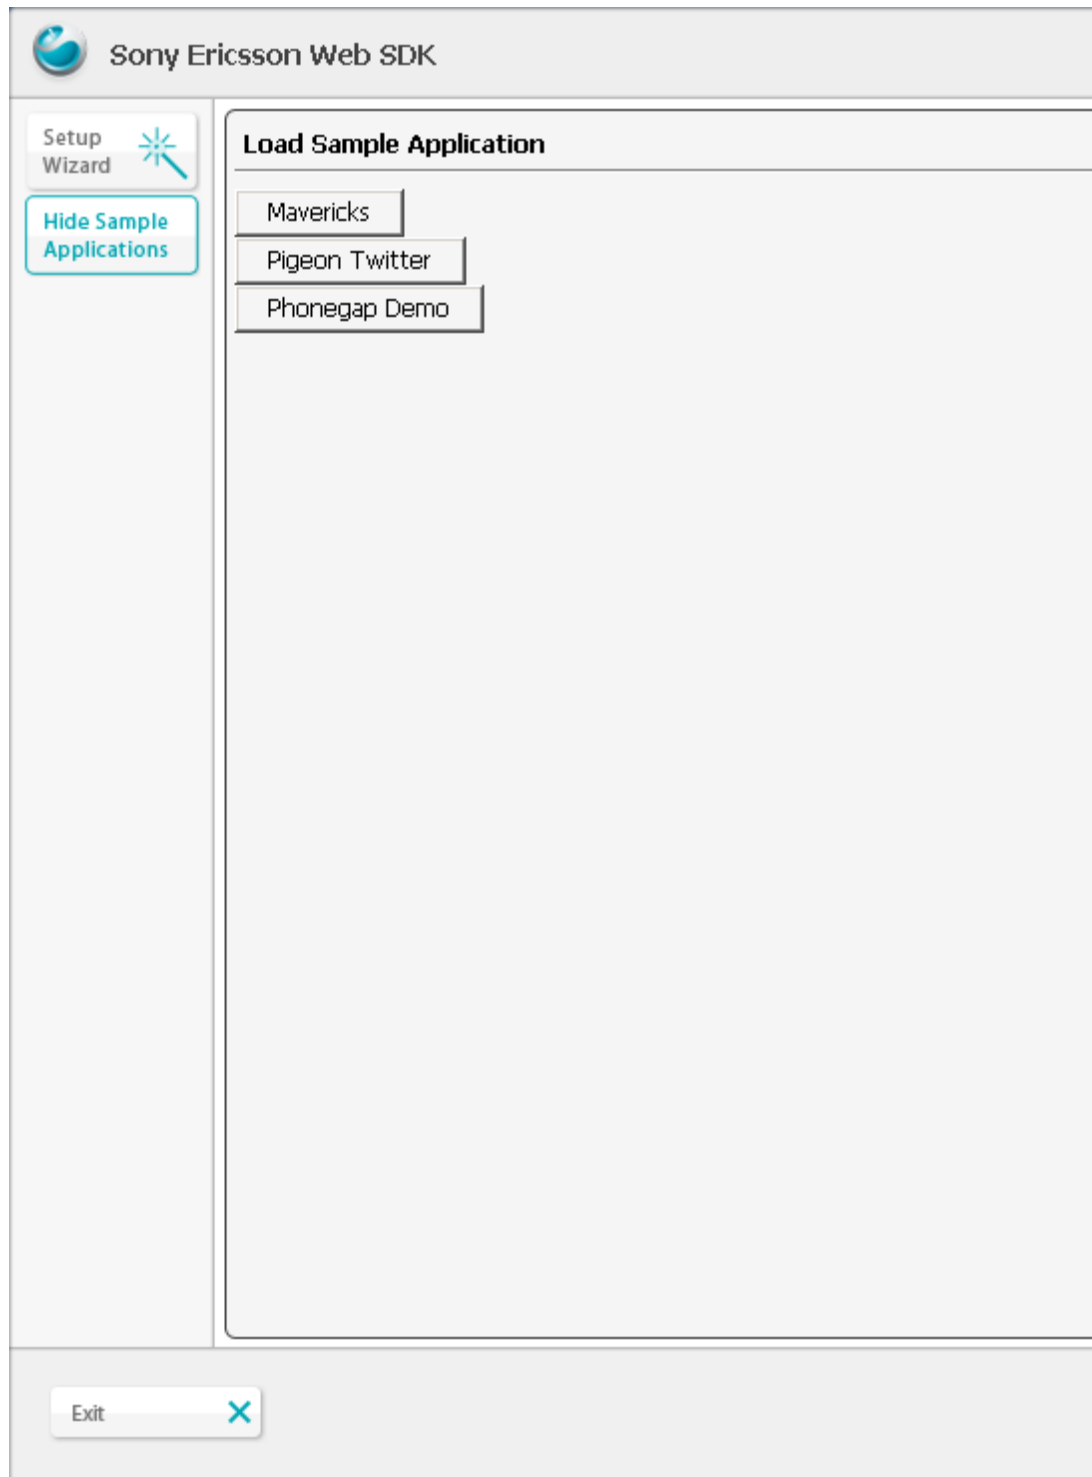 Sony Ericsson Web SDK
Setup
Wizard
Hide Sample
Applications
Load Sample Application
Mavericks
Pigeon Twitter
Phonegap Demo
Exit